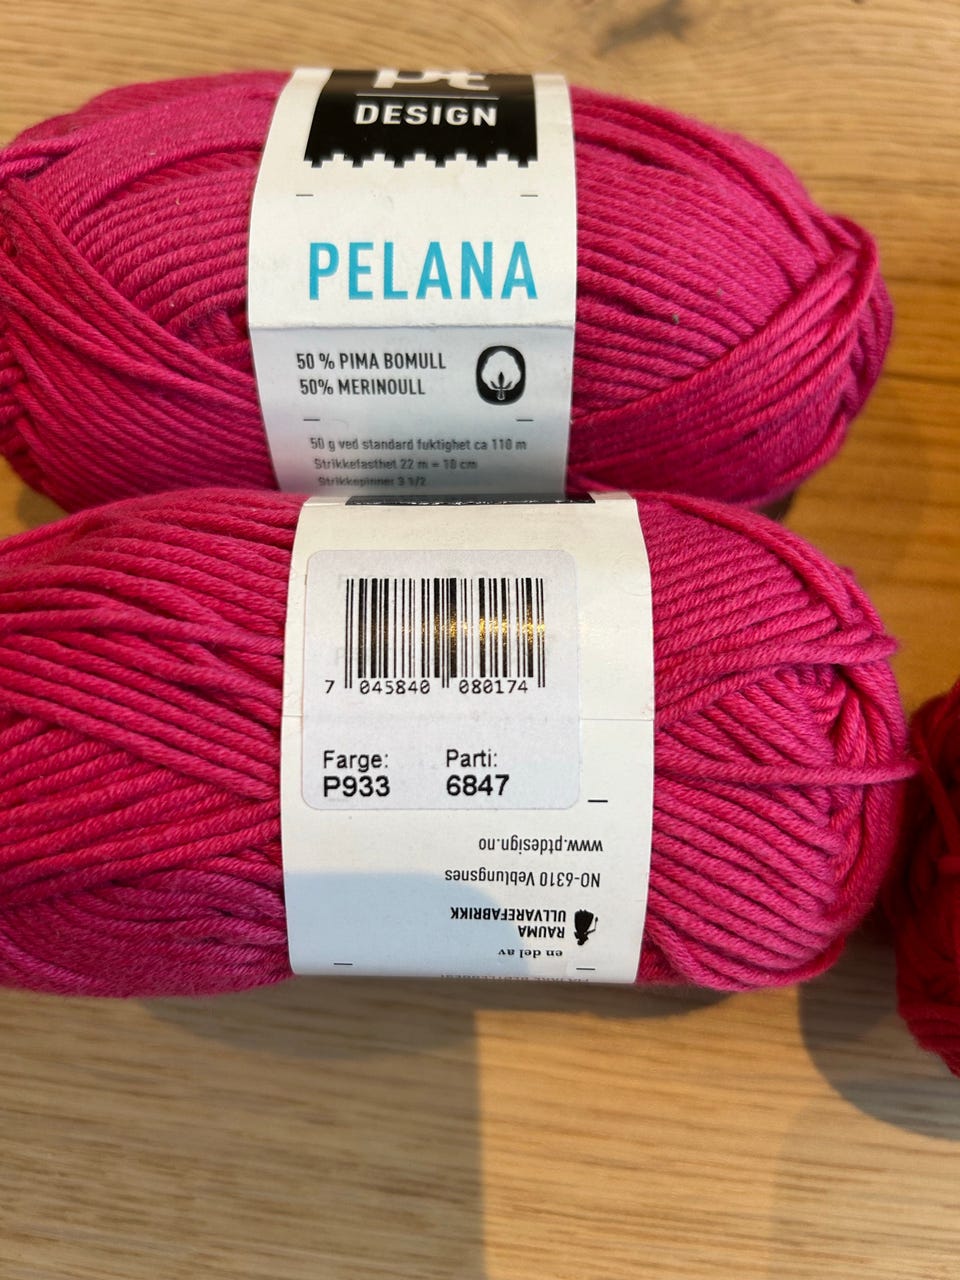 pt
DESIGN
PELANA
50 % PIMA BOMULL
50% MERINOULL
50 g ved standard fuktighet ca 110 m
Strikkefasthet 22 m = 10 cm
Strikkepinner 3 1/2
7 045840 080174
Farge: Parti:
P933 6847
www.ptdesign.no
NO-6310 Veblungsnes
RAUMA
ULLVAREFABRIKK
en del av